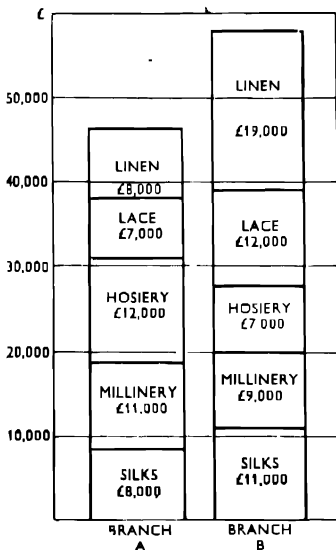 £
50,000
40,000
30,000
20,000
10,000
LINEN
£8,000
LACE
£7,000
HOSIERY
£12,000
MILLINERY
£11,000
SILKS
£8,000
LINEN
£19,000
LACE
£12,000
HOSIERY
£7 000
MILLINERY
£9,000
SILKS
£11,000
BRANCH
A
BRANCH
B